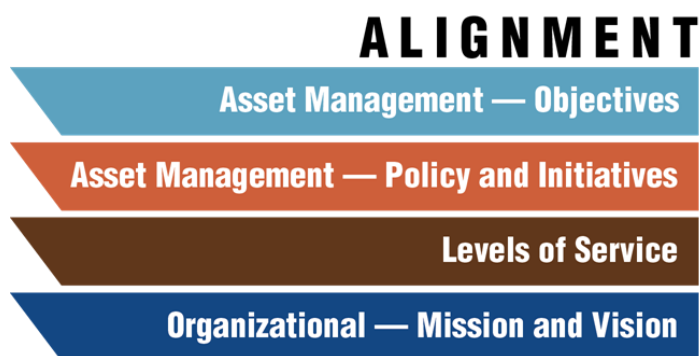 ALIGNMENT
Asset Management — Objectives
Asset Management — Policy and Initiatives
Levels of Service
Organizational — Mission and Vision